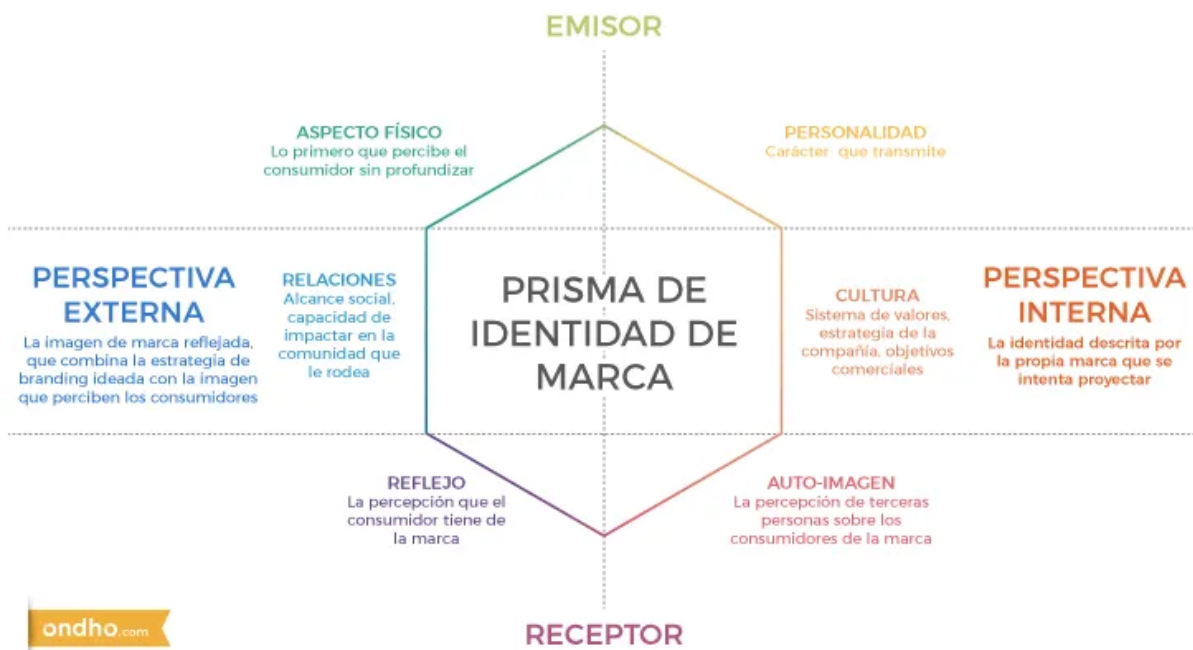 EMISOR
ASPECTO FÍSICO
Lo primero que percibe el
consumidor sin profundizar
PERSONALIDAD
Carácter que transmite
PERSPECTIVA
EXTERNA
La imagen de marca reflejada,
que combina la estrategia de
branding ideada con la imagen
que perciben los consumidores
RELACIONES
Alcance social,
capacidad de
impactar en la
comunidad que
le rodea
PRISMA DE
IDENTIDAD DE
MARCA
CULTURA
Sistema de valores,
estrategia de la
compañía, objetivos
comerciales
PERSPECTIVA
INTERNA
La identidad descrita por
la propia marca que se
intenta proyectar
REFLEJO
La percepción que el
consumidor tiene de
la marca
AUTO-IMAGEN
La percepción de terceras
personas sobre los
consumidores de la marca
ondho.com
RECEPTOR